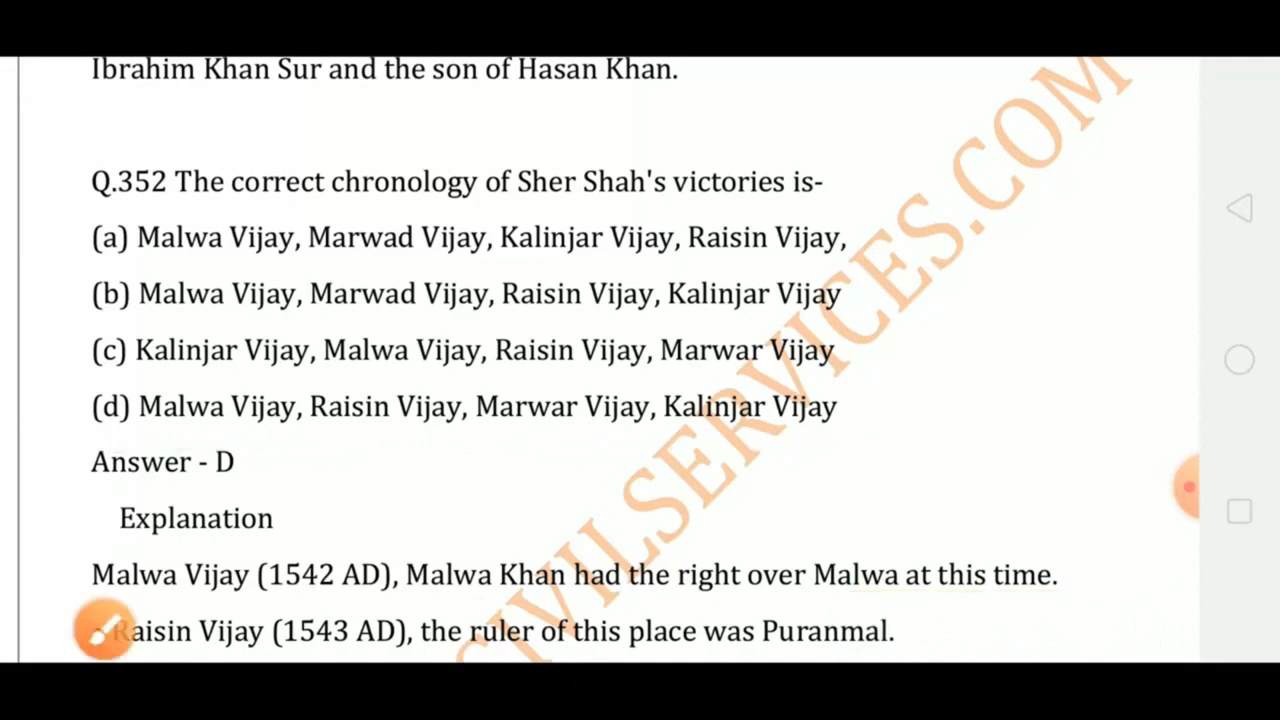 Ibrahim Khan Sur and the son of Hasan Khan.
Q.352 The correct chronology of Sher Shah's victories is-
(a) Malwa Vijay, Marwad Vijay, Kalinjar Vijay, Raisin Vijay,
(b) Malwa Vijay, Marwad Vijay, Raisin Vijay, Kalinjar Vijay
(c) Kalinjar Vijay, Malwa Vijay, Raisin Vijay, Marwar Vijay
(d) Malwa Vijay, Raisin Vijay, Marwar Vijay, Kalinjar Vijay
Answer - D
Explanation
Malwa Vijay (1542 AD), Malwa Khan had the right over Malwa at this time.
Raisin Vijay (1543 AD), the ruler of this place was Puranmal.
CIVILSERVICES.COM